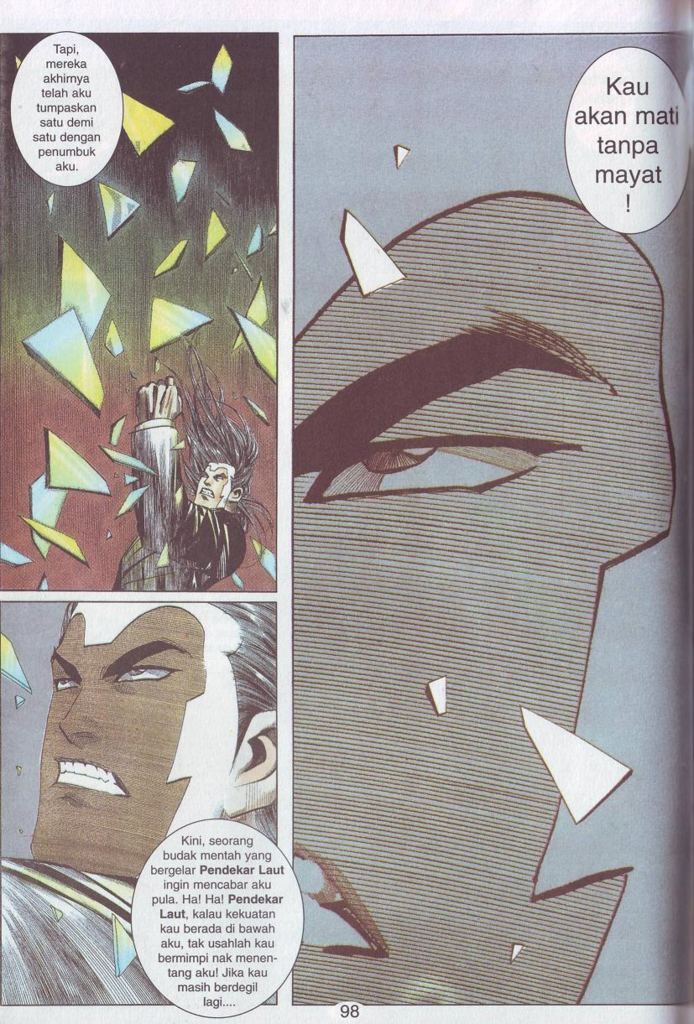 Tapi,
mereka
akhirnya
telah aku
tumpaskan
satu demi
satu dengan
penumbuk
aku.
Kini, seorang
budak mentah yang
bergelar Pendekar Laut
ingin mencabar aku
pula. Ha! Ha! Pendekar
Laut, kalau kekuatan
kau berada di bawah
aku, tak usahlah kau
bermimpi nak menen-
tang aku! Jika kau
masih berdegil
lagi....
Kau
akan mati
tanpa
mayat
!
98